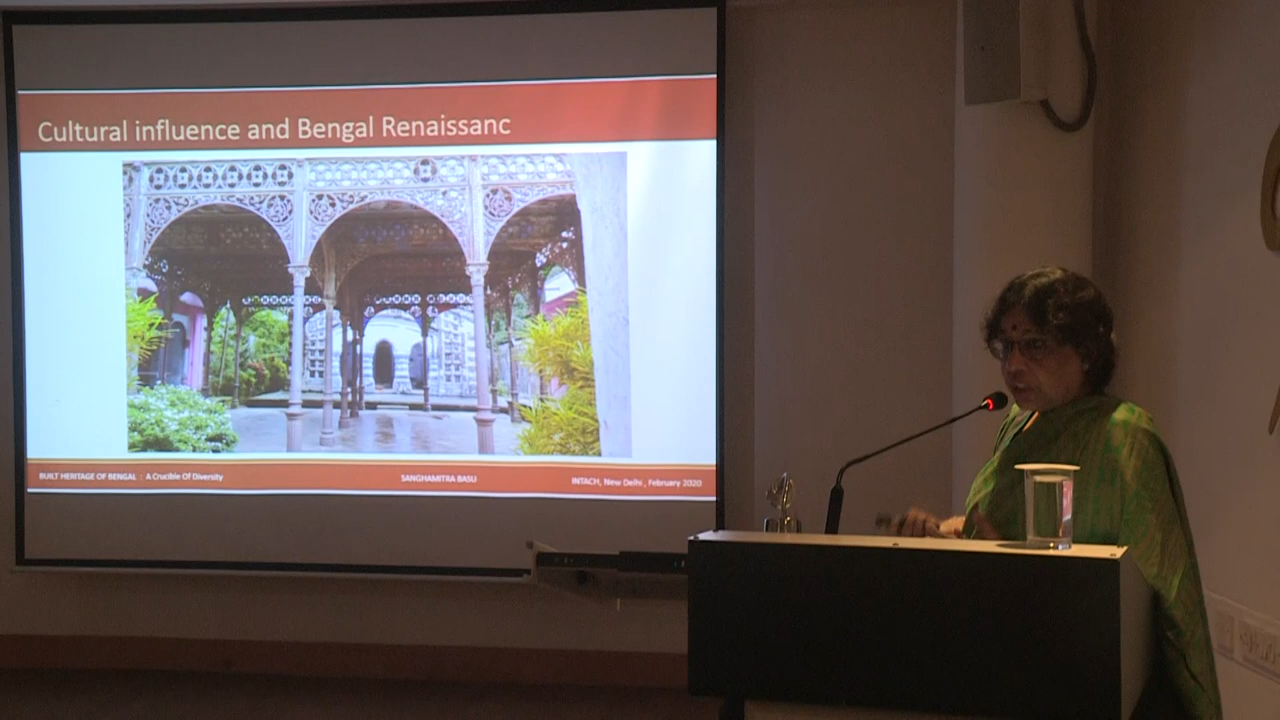 Cultural influence and Bengal Renaissanc
BUILT HERITAGE OF BENGAL : A Crucible Of Diversity
SANGHAMITRA BASU
INTACH, New Delhi , February 2020